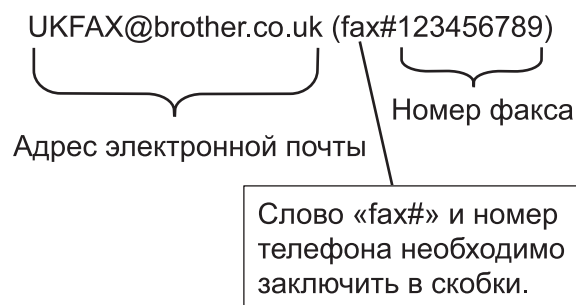 UKFAX@brother.co.uk (fax#123456789)
Номер факса
Адрес электронной почты
Слово «fax#» и номер
телефона необходимо
заключить в скобки.